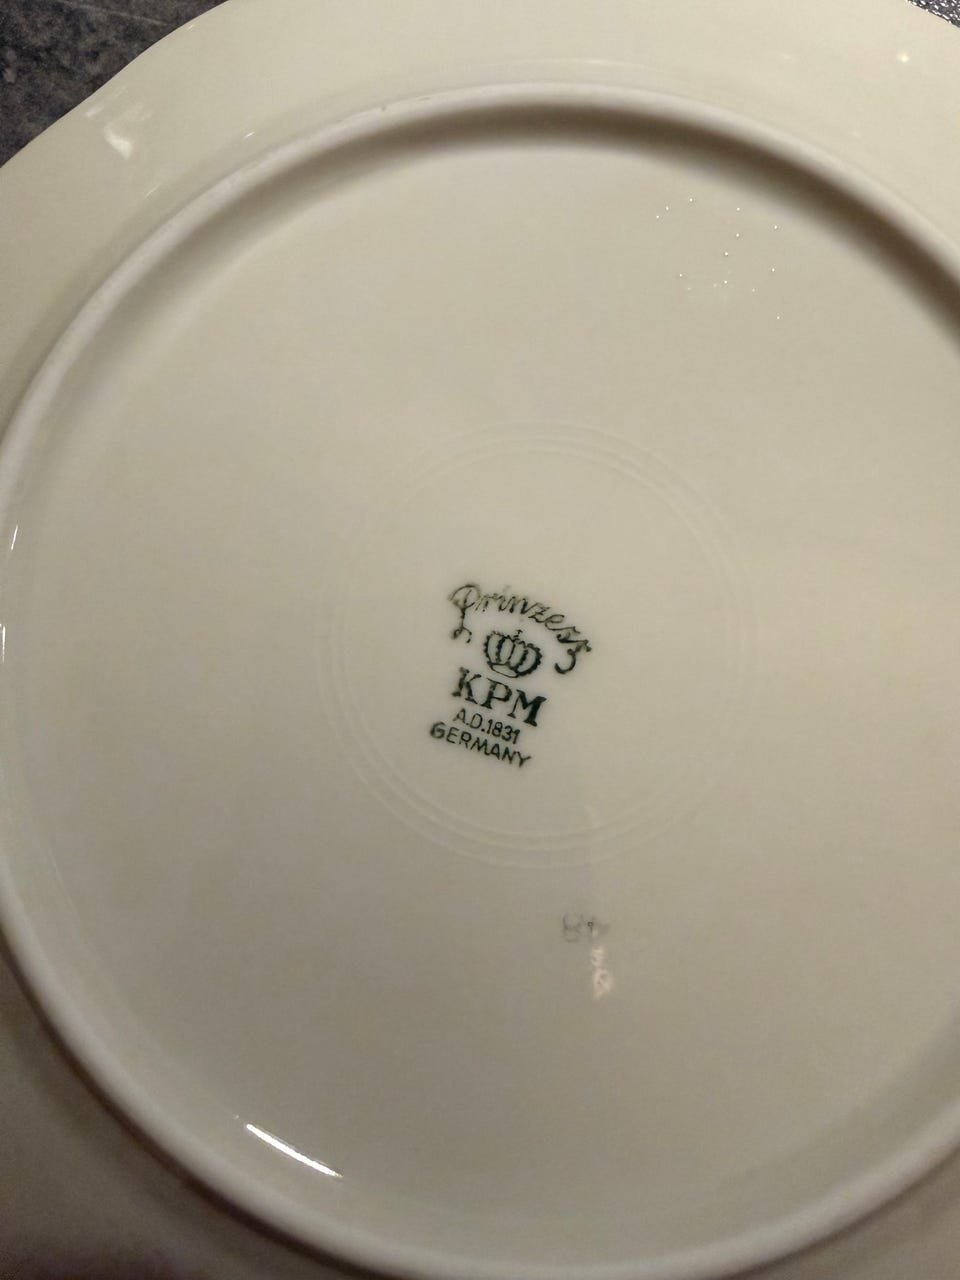 Prinzess
KPM
A.D.1831
GERMANY